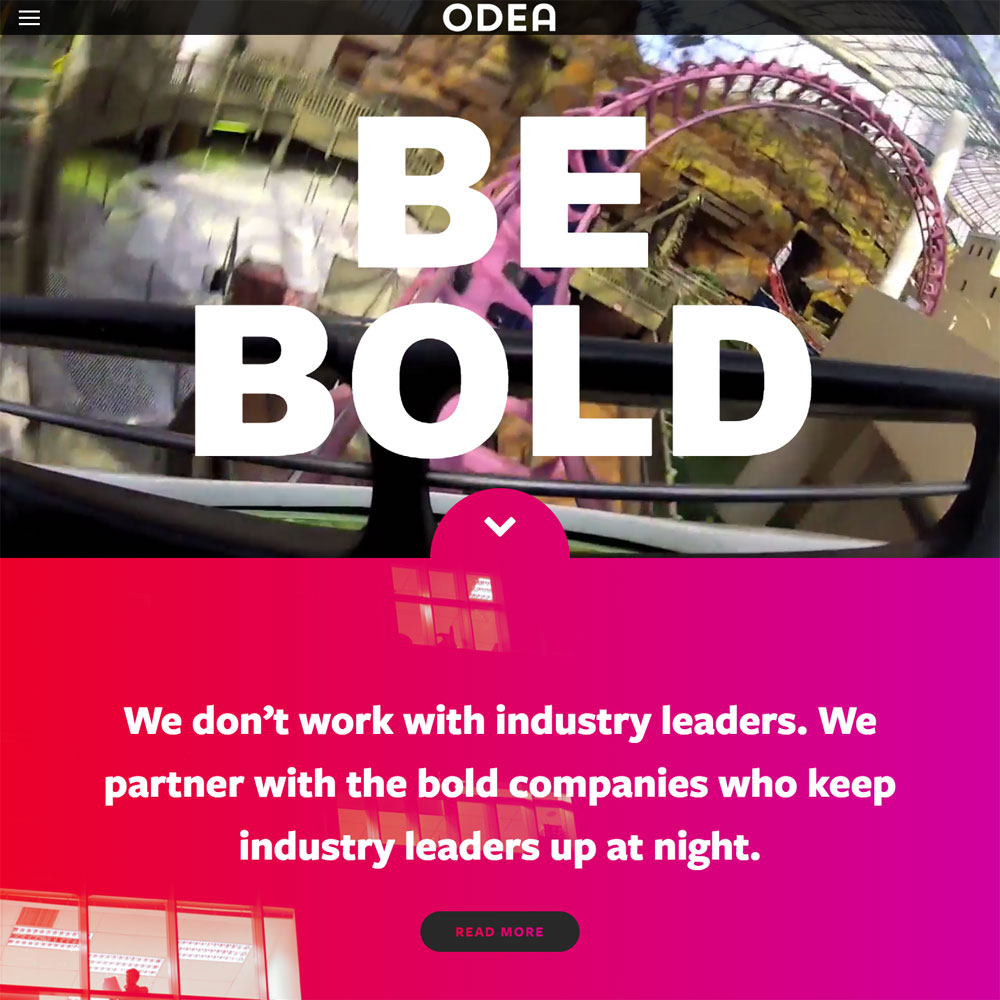 ODEA
BE
BOLD
We don’t work with industry leaders. We
partner with the bold companies who keep
industry leaders up at night.
READ MORE